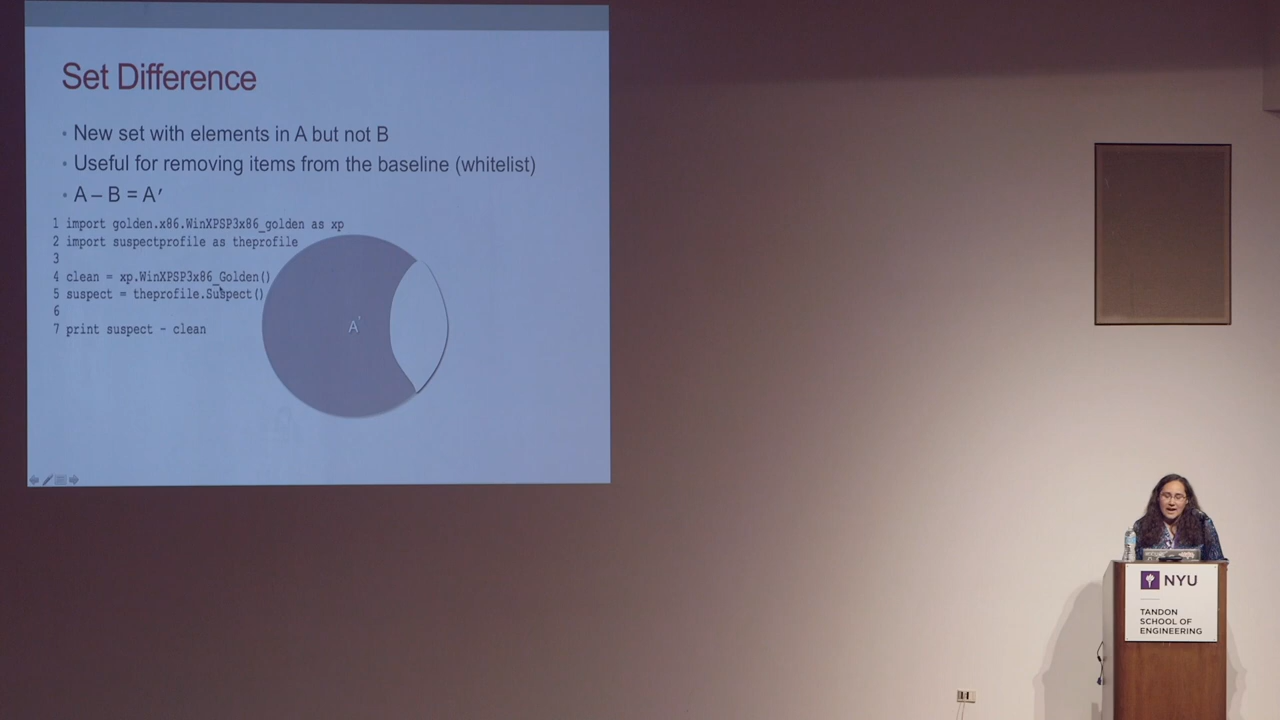 Set Difference
• New set with elements in A but not B
• Useful for removing items from the baseline (whitelist)
• A – B = A′
1 import golden.x86.WinXPSP3x86_golden as xp
2 import suspectprofile as theprofile
3
4 clean = xp.WinXPSP3x86_Golden()
5 suspect = theprofile.Suspect()
6
7 print suspect - clean
A'
NYU
TANDON
SCHOOL OF
ENGINEERING